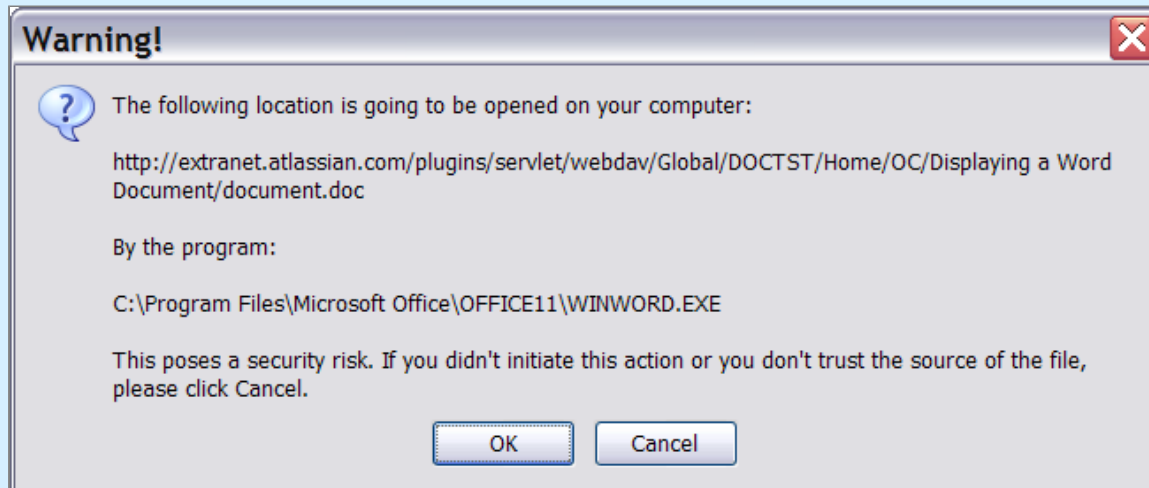 Warning!
The following location is going to be opened on your computer:
http://extranet.atlassian.com/plugins/servlet/webdav/Global/DOCTST/Home/OC/Displaying a Word
Document/document.doc
By the program:
C:\Program Files\Microsoft Office\OFFICE11\WINWORD.EXE
This poses a security risk. If you didn't initiate this action or you don't trust the source of the file,
please click Cancel.
OK
Cancel